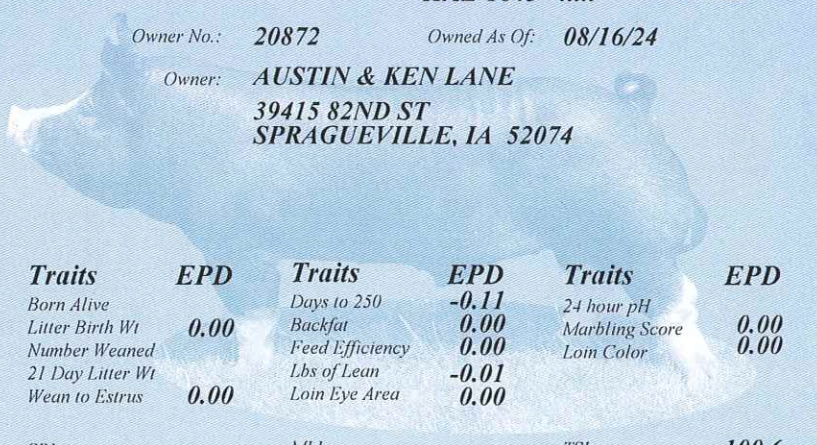 Owner No.: 20872 Owned As Of: 08/16/24
Owner: AUSTIN & KEN LANE
39415 82ND ST
SPRAGUEVILLE, IA 52074
Traits EPD Traits EPD Traits EPD
Born Alive Days to 250 -0.11 24 hour pH
Litter Birth Wt 0.00 Backfat 0.00 Marbling Score 0.00
Number Weaned Feed Efficiency 0.00 Loin Color 0.00
21 Day Litter Wt Lbs of Lean -0.01
Wean to Estrus 0.00 Loin Eye Area 0.00